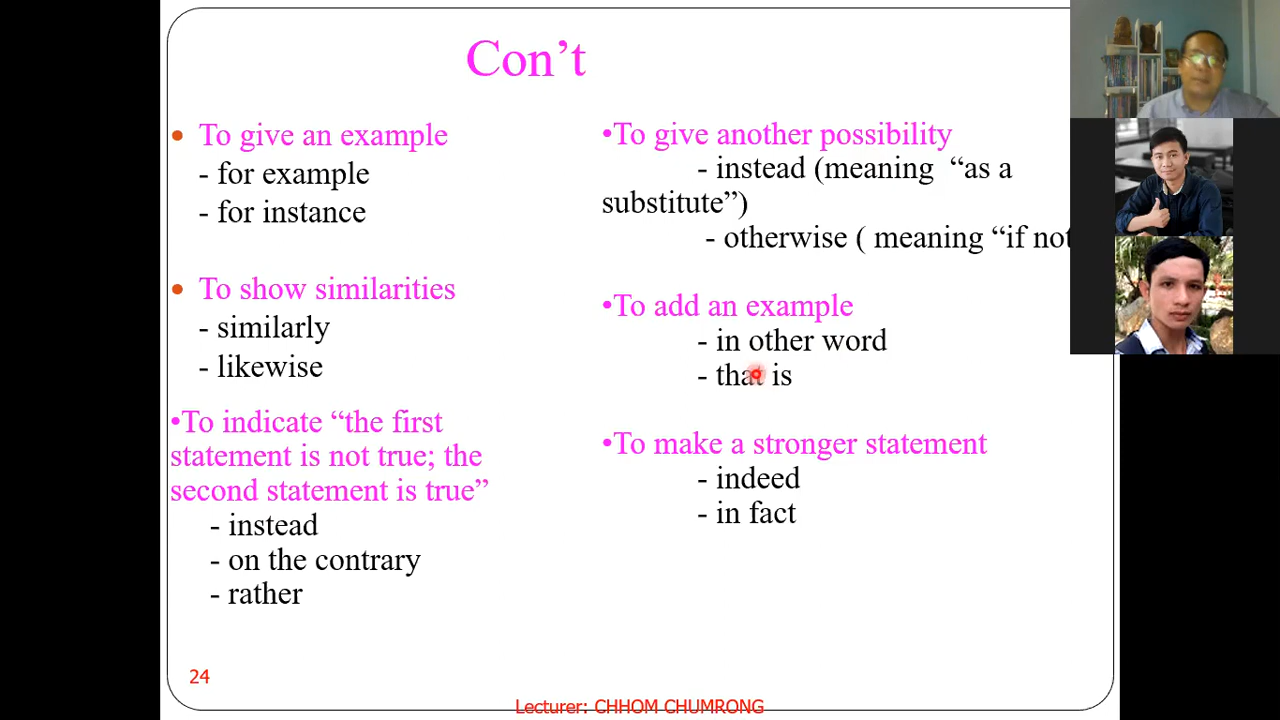 Con’t
• To give an example
- for example
- for instance
• To show similarities
- similarly
- likewise
•To indicate “the first
statement is not true; the
second statement is true”
- instead
- on the contrary
- rather
•To give another possibility
- instead (meaning “as a
substitute”)
- otherwise ( meaning “if not
•To add an example
- in other word
- that is
•To make a stronger statement
- indeed
- in fact
24
Lecturer: CHHOM CHUMRONG